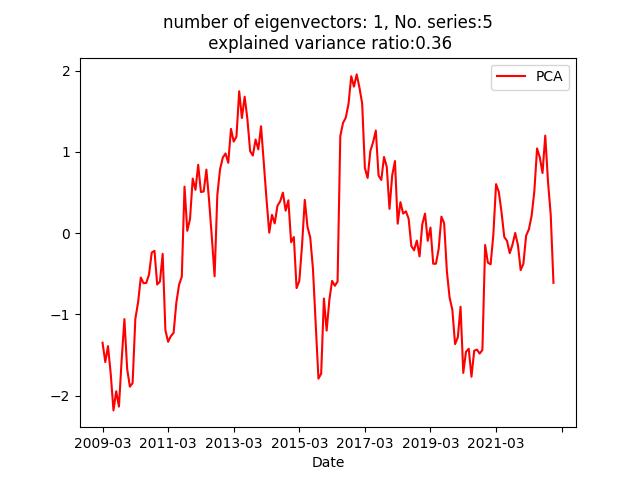 number of eigenvectors: 1, No. series:5
explained variance ratio:0.36
PCA
2
1
0
−1
−2
2009-03 2011-03 2013-03 2015-03 2017-03 2019-03 2021-03
Date